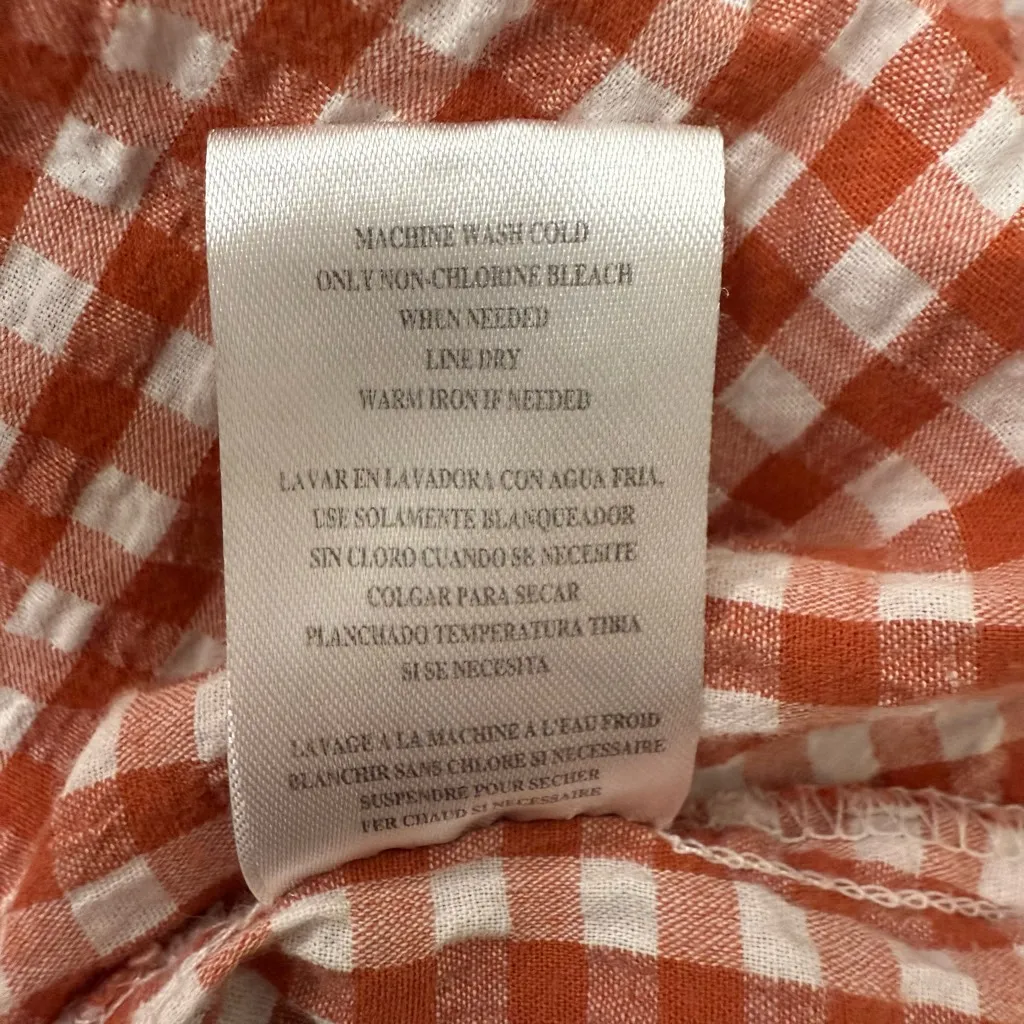 MACHINE WASH COLD
ONLY NON-CHLORINE BLEACH
WHEN NEEDED
LINE DRY
WARM IRON IF NEEDED
LAVAR EN LAVADORA CON AGUA FRIA.
USE SOLAMENTE BLANQUEADOR
SIN CLORO CUANDO SE NECESITE
COLGAR PARA SECAR
PLANCHADO TEMPERATURA TIBIA
SI SE NECESITA
LAVAGE A LA MACHINE A L'EAU FROID
BLANCHIR SANS CHLORE SI NECESSAIRE
SUSPENDRE POUR SECHER
FER CHAUD SI NECESSAIRE